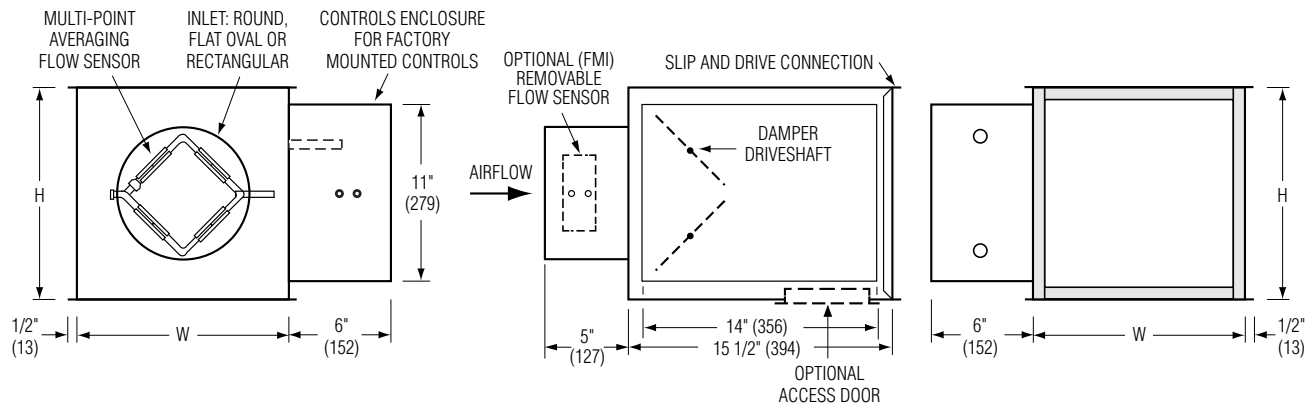 MULTI-POINT
AVERAGING
FLOW SENSOR
INLET: ROUND,
FLAT OVAL OR
RECTANGULAR
CONTROLS ENCLOSURE
FOR FACTORY
MOUNTED CONTROLS
H
11"
(279)
1/2"
(13)
W
6"
(152)
OPTIONAL (FMI)
REMOVABLE
FLOW SENSOR
SLIP AND DRIVE CONNECTION
DAMPER
DRIVESHAFT
AIRFLOW
5"
(127)
14" (356)
15 1/2" (394)
OPTIONAL
ACCESS DOOR
H
6"
(152)
W
1/2"
(13)